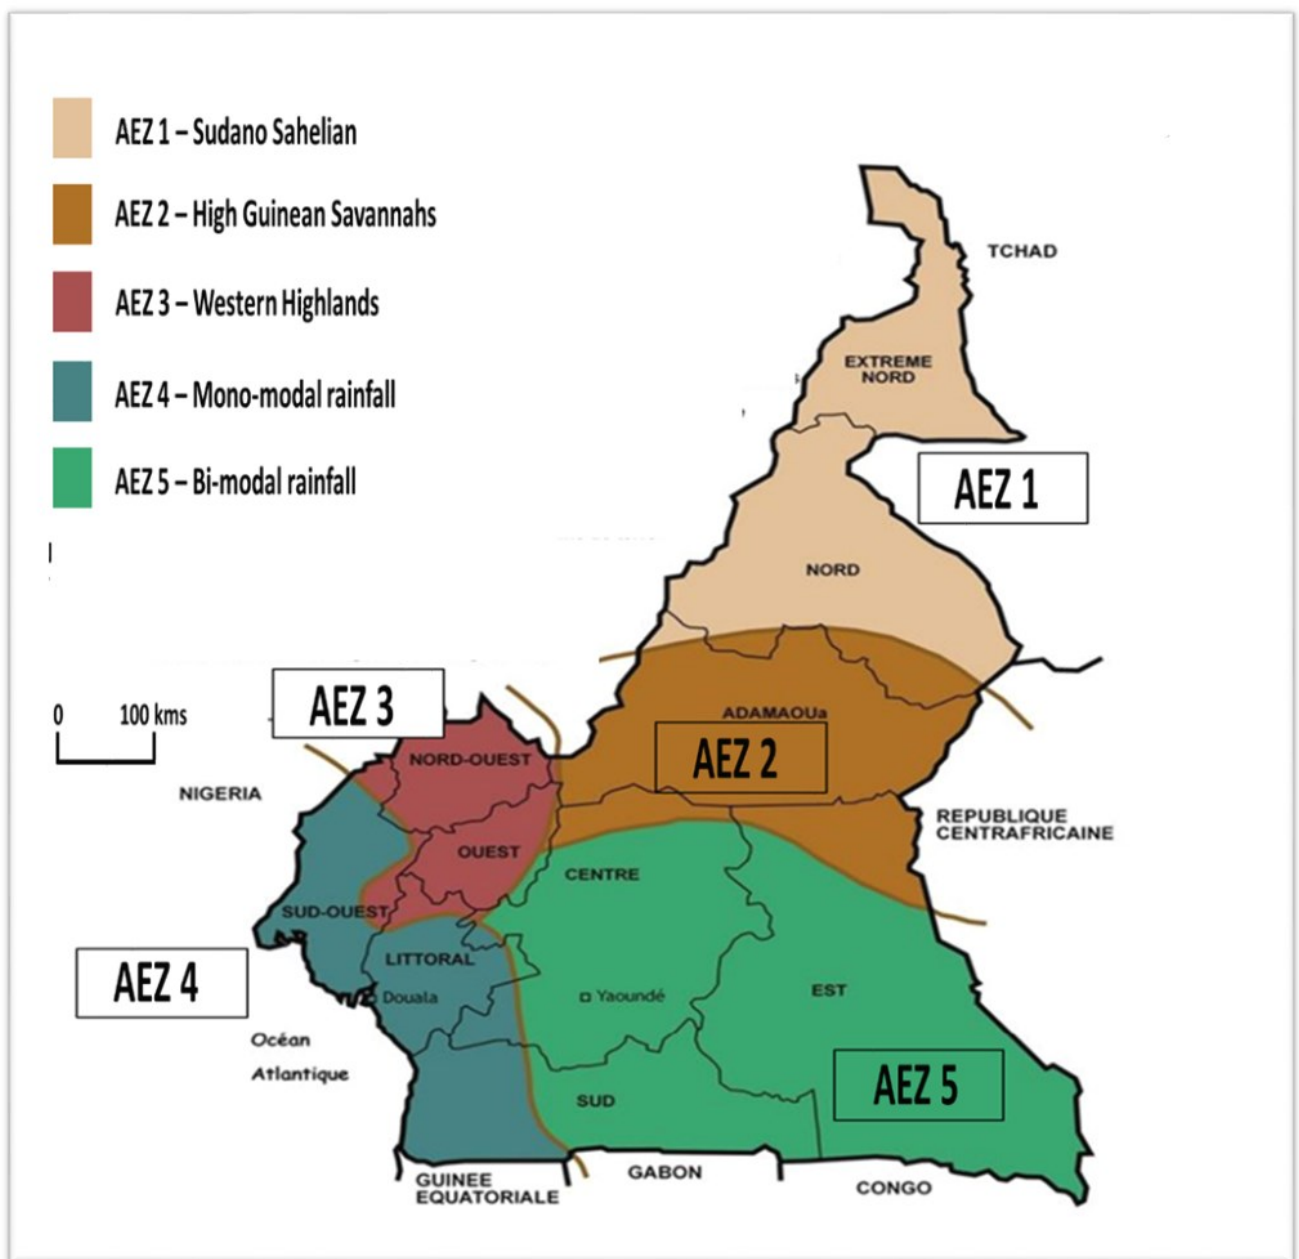 AEZ 1 – Sudano Sahelian
AEZ 2 – High Guinean Savannahs
AEZ 3 – Western Highlands
AEZ 4 – Mono-modal rainfall
AEZ 5 – Bi-modal rainfall
TCHAD
EXTREME
NORD
AEZ 1
NORD
AEZ 3
0 100 kms
ADAMAOUa
AEZ 2
NORD-OUEST
NIGERIA
REPUBLIQUE
CENTRAFRICAINE
OUEST
CENTRE
SUD-OUEST
LITTORAL
AEZ 4
Douala
Yaoundé
EST
Océan
Atlantique
AEZ 5
SUD
GUINEE
EQUATORIALE
GABON
CONGO